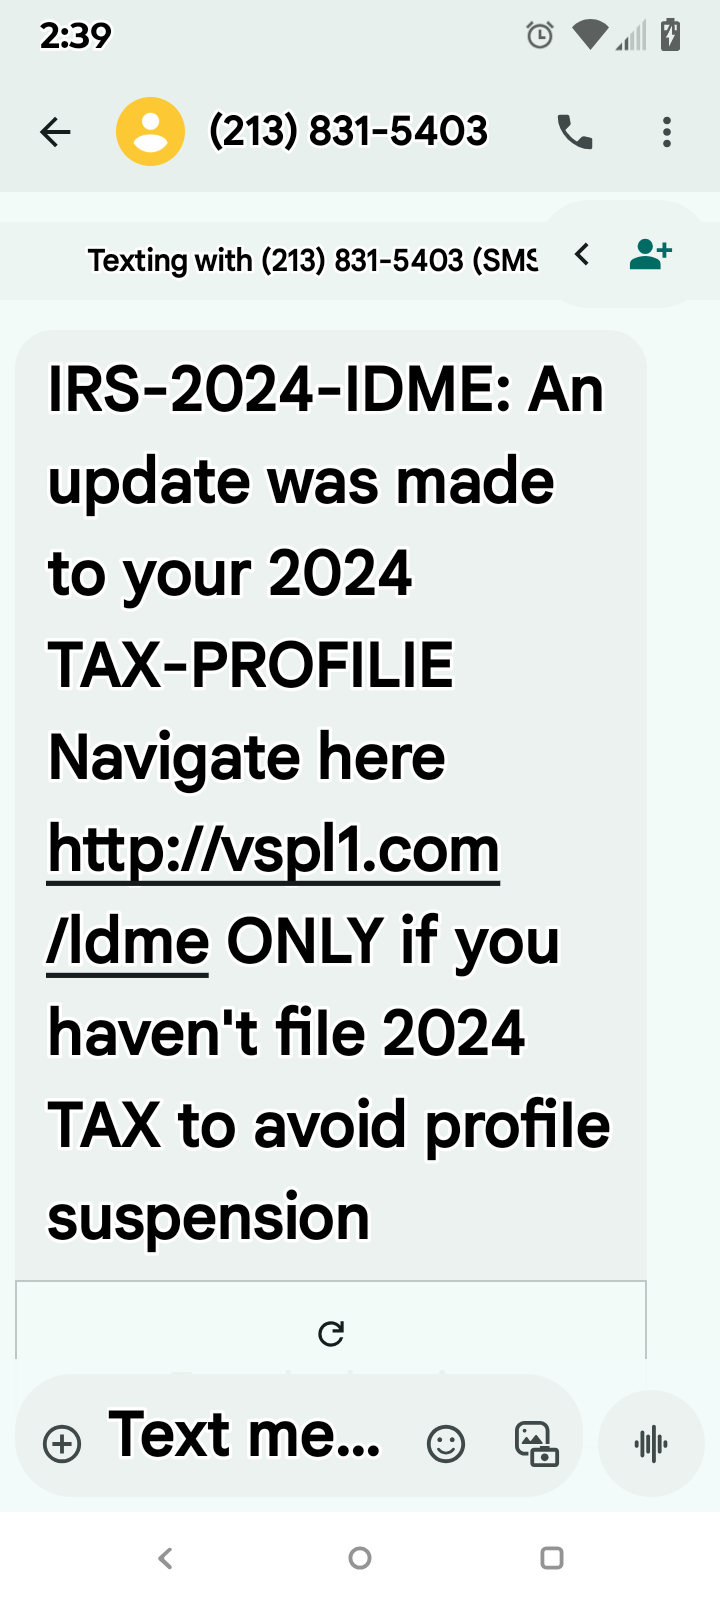 2:39
(213) 831-5403
Texting with (213) 831-5403 (SMS
IRS-2024-IDME: An
update was made
to your 2024
TAX-PROFILIE
Navigate here
http://vspl1.com
/Idme ONLY if you
haven't file 2024
TAX to avoid profile
suspension
Text me...